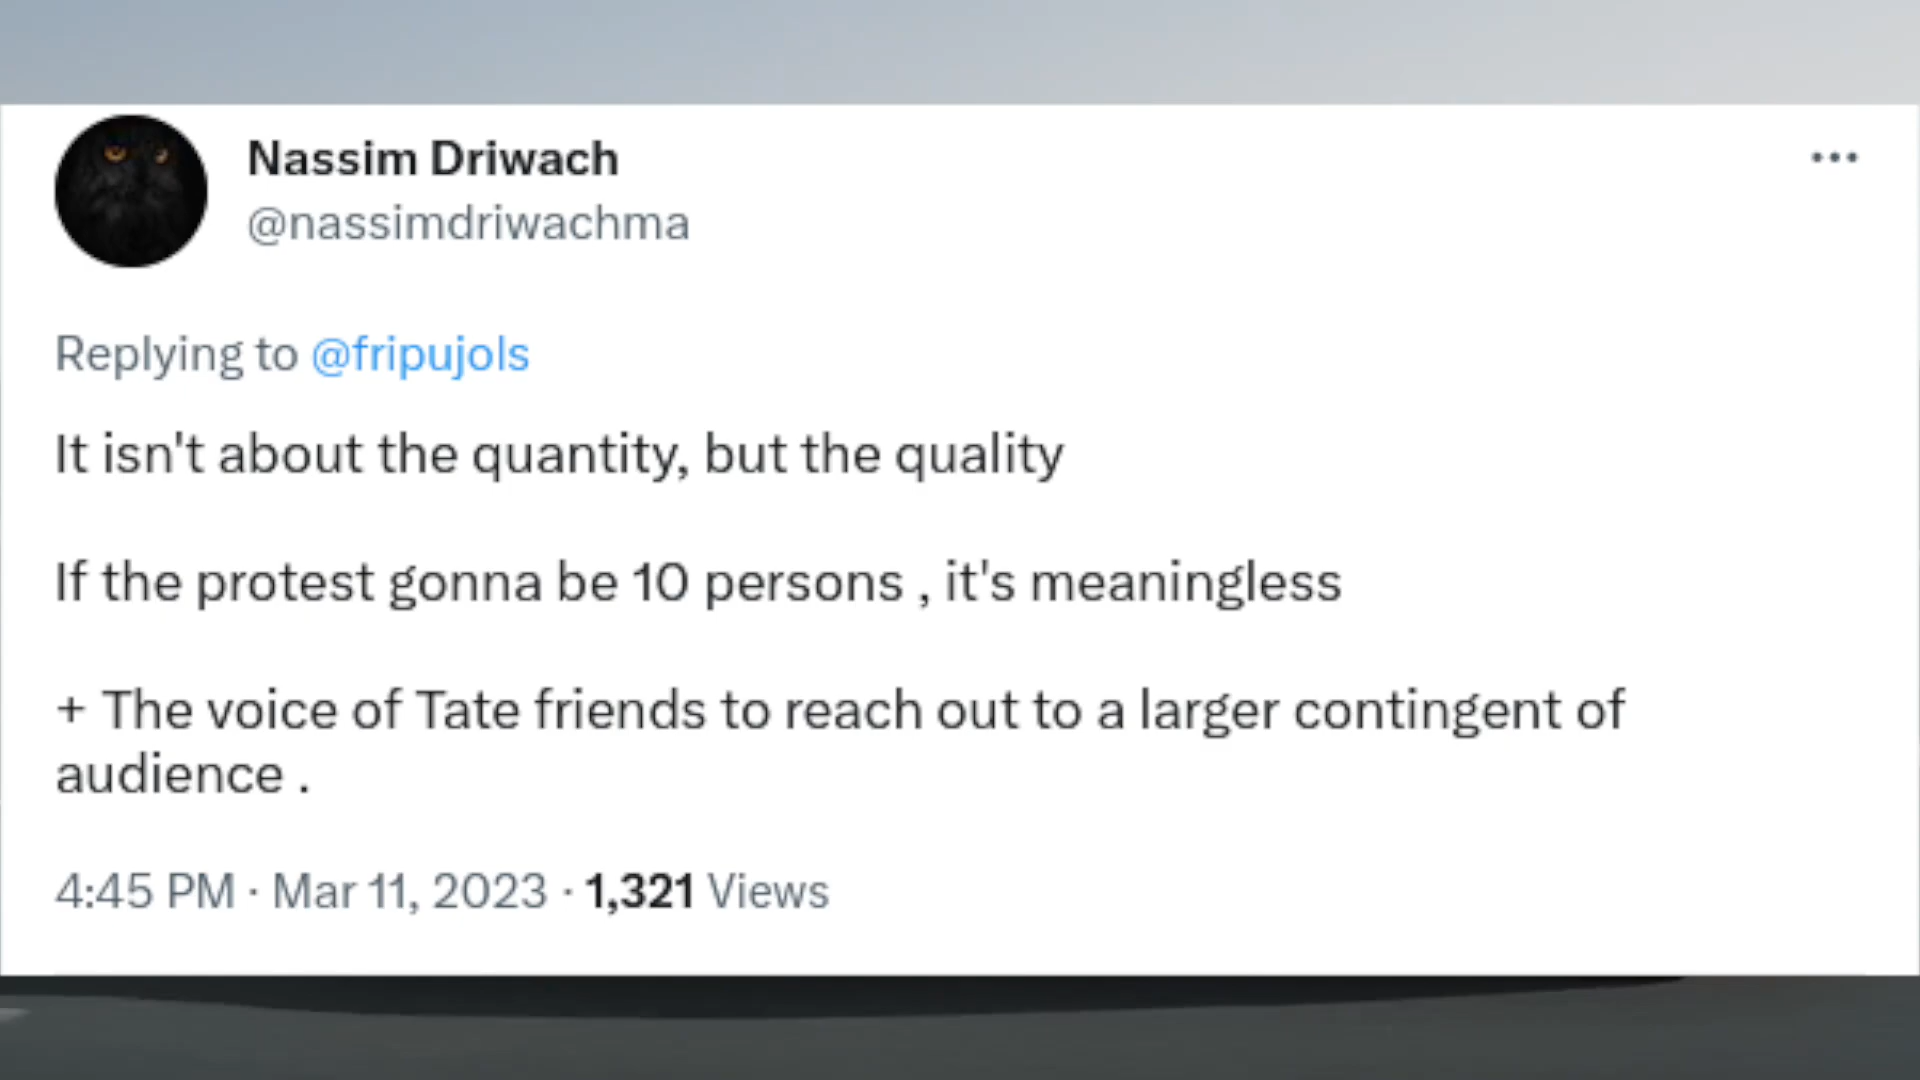 Nassim Driwach
@nassimdriwachma
Replying to @fripujols
It isn't about the quantity, but the quality
If the protest gonna be 10 persons , it's meaningless
+ The voice of Tate friends to reach out to a larger contingent of
audience .
4:45 PM · Mar 11, 2023 · 1,321 Views